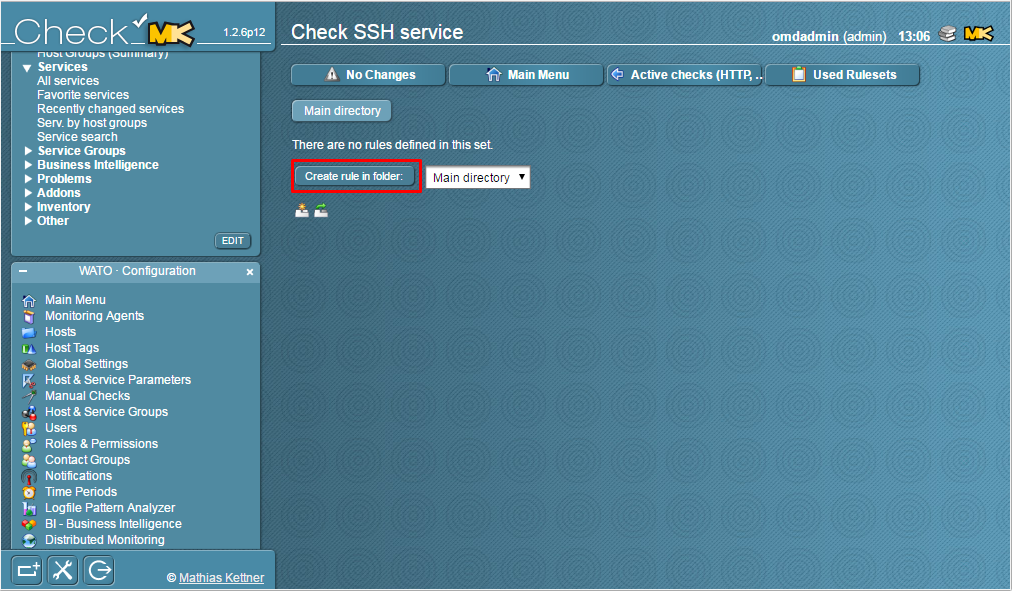 Check MK 1.2.6p12
Check SSH service
omdadmin (admin) 13:06 MK
Host Groups (Summary)
Services
All services
Favorite services
Recently changed services
Serv. by host groups
Service search
Service Groups
Business Intelligence
Problems
Addons
Inventory
Other
EDIT
WATO · Configuration
Main Menu
Monitoring Agents
Hosts
Host Tags
Global Settings
Host & Service Parameters
Manual Checks
Host & Service Groups
Users
Roles & Permissions
Contact Groups
Notifications
Time Periods
Logfile Pattern Analyzer
BI - Business Intelligence
Distributed Monitoring
© Mathias Kettner
No Changes Main Menu Active checks (HTTP, .. Used Rulesets
Main directory
There are no rules defined in this set.
Create rule in folder: Main directory